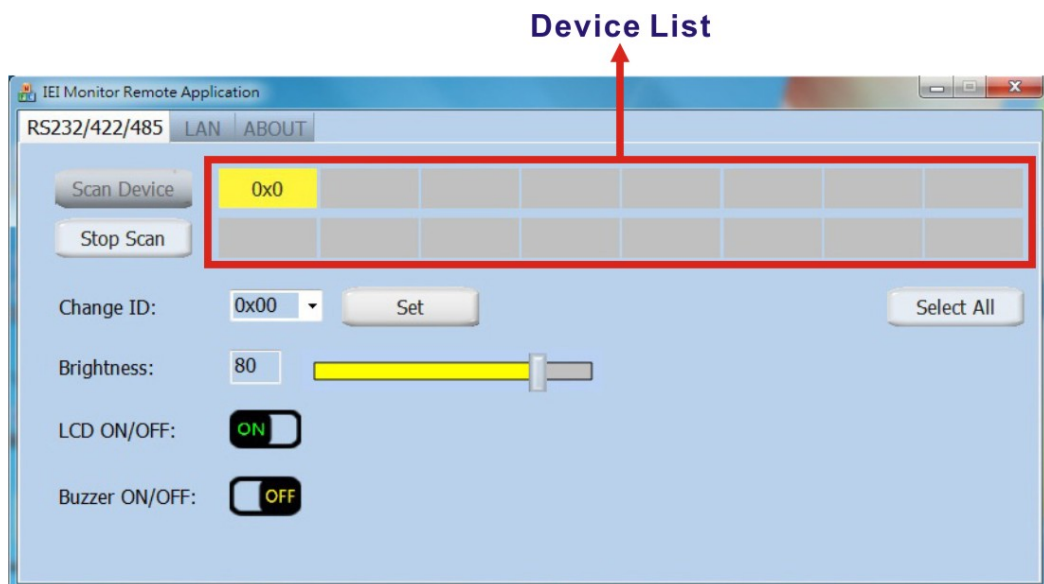 Device List
IEI Monitor Remote Application
RS232/422/485 LAN ABOUT
Scan Device 0x0
Stop Scan
Change ID: 0x00 Set Select All
Brightness: 80
LCD ON/OFF: ON
Buzzer ON/OFF: OFF